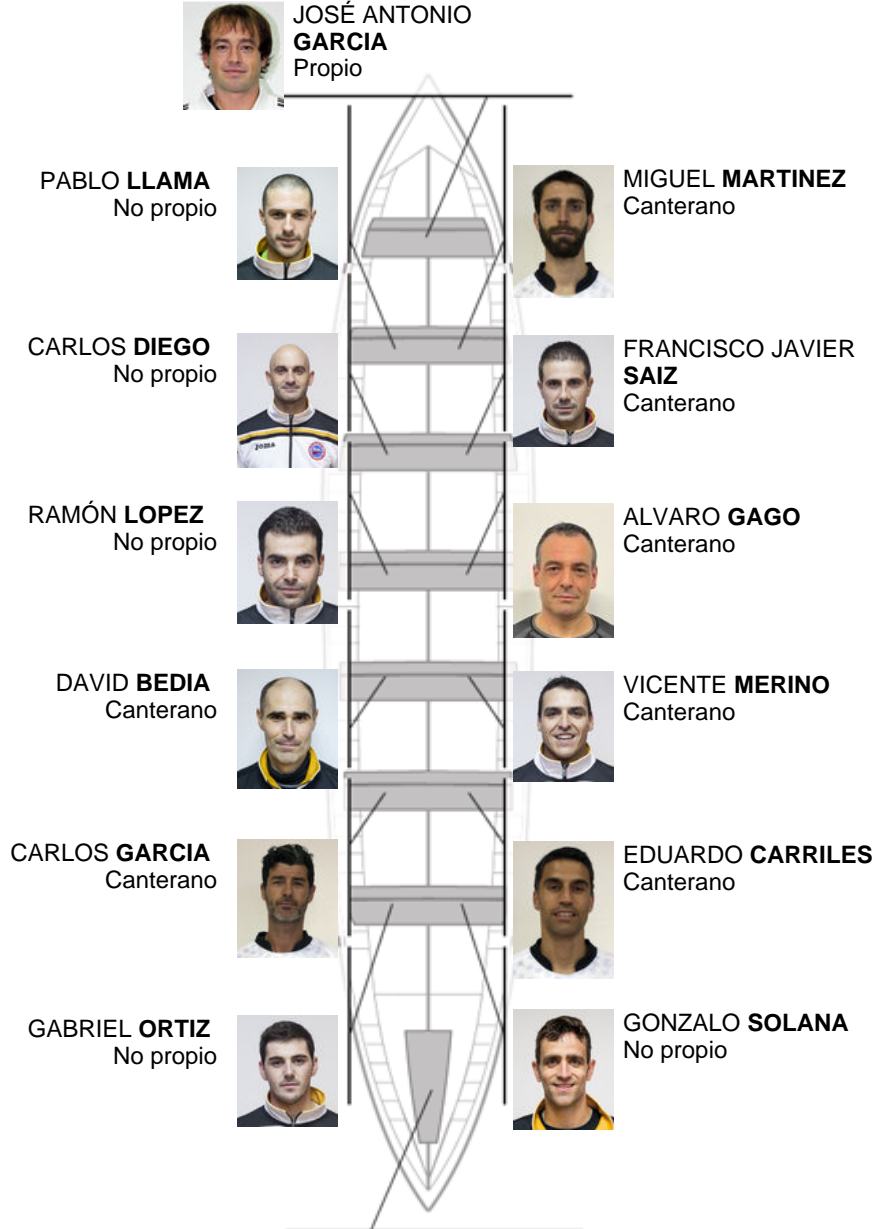 JOSÉ ANTONIO
GARCIA
Propio
PABLO LLAMA
No propio
MIGUEL MARTINEZ
Canterano
CARLOS DIEGO
No propio
FRANCISCO JAVIER
SAIZ
Canterano
joma
RAMÓN LOPEZ
No propio
ALVARO GAGO
Canterano
DAVID BEDIA
Canterano
VICENTE MERINO
Canterano
CARLOS GARCIA
Canterano
EDUARDO CARRILES
Canterano
GABRIEL ORTIZ
No propio
GONZALO SOLANA
No propio